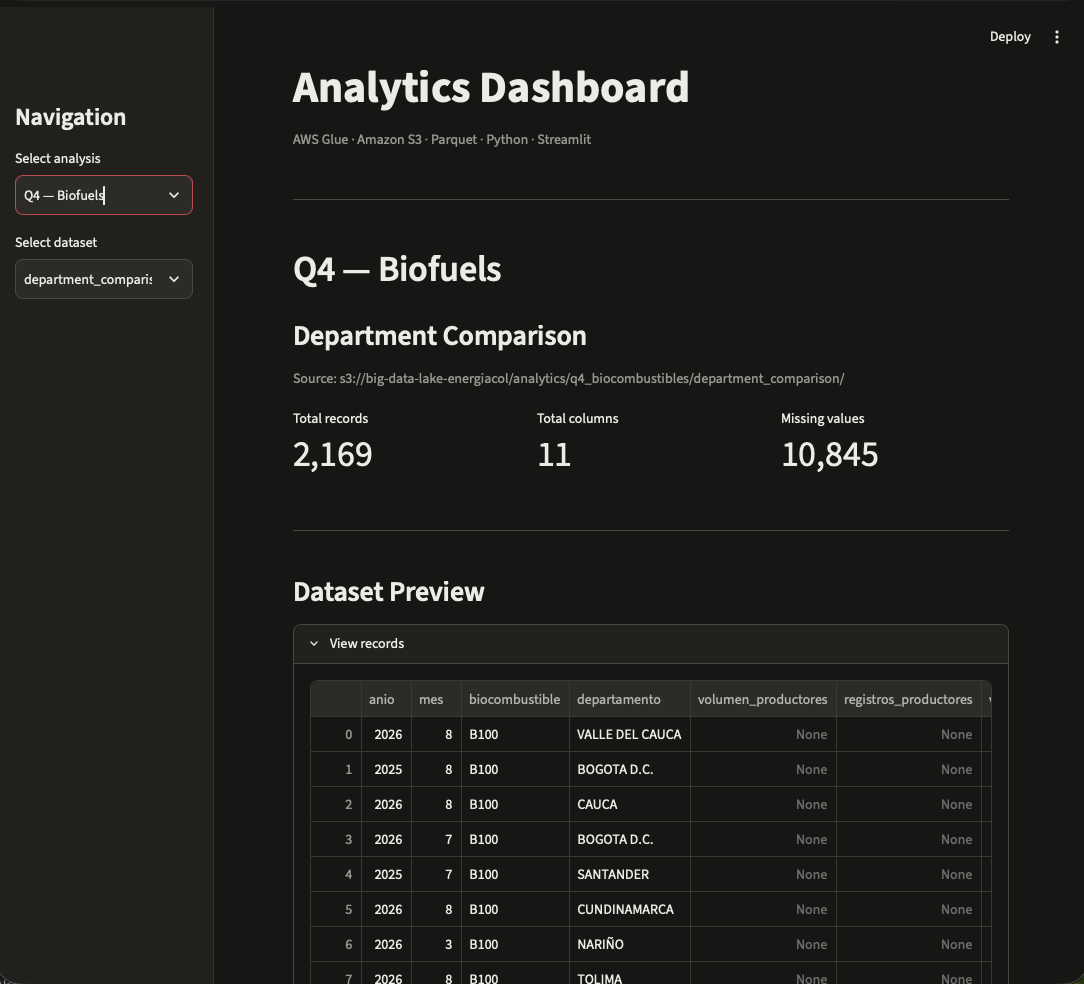 Deploy
Navigation
Select analysis
Q4 — Biofuels
Select dataset
department_comparis
Analytics Dashboard
AWS Glue · Amazon S3 · Parquet · Python · Streamlit
Q4 — Biofuels
Department Comparison
Source: s3://big-data-lake-energiacol/analytics/q4_biocombustibles/department_comparison/
Total records Total columns Missing values
2,169 11 10,845
Dataset Preview
View records
anio mes biocombustible departamento volumen_productores registros_productores
0 2026 8 B100 VALLE DEL CAUCA None None
1 2025 8 B100 BOGOTA D.C. None None
2 2026 8 B100 CAUCA None None
3 2026 7 B100 BOGOTA D.C. None None
4 2025 7 B100 SANTANDER None None
5 2026 8 B100 CUNDINAMARCA None None
6 2026 3 B100 NARIÑO None None
7 2026 8 B100 TOLIMA None None